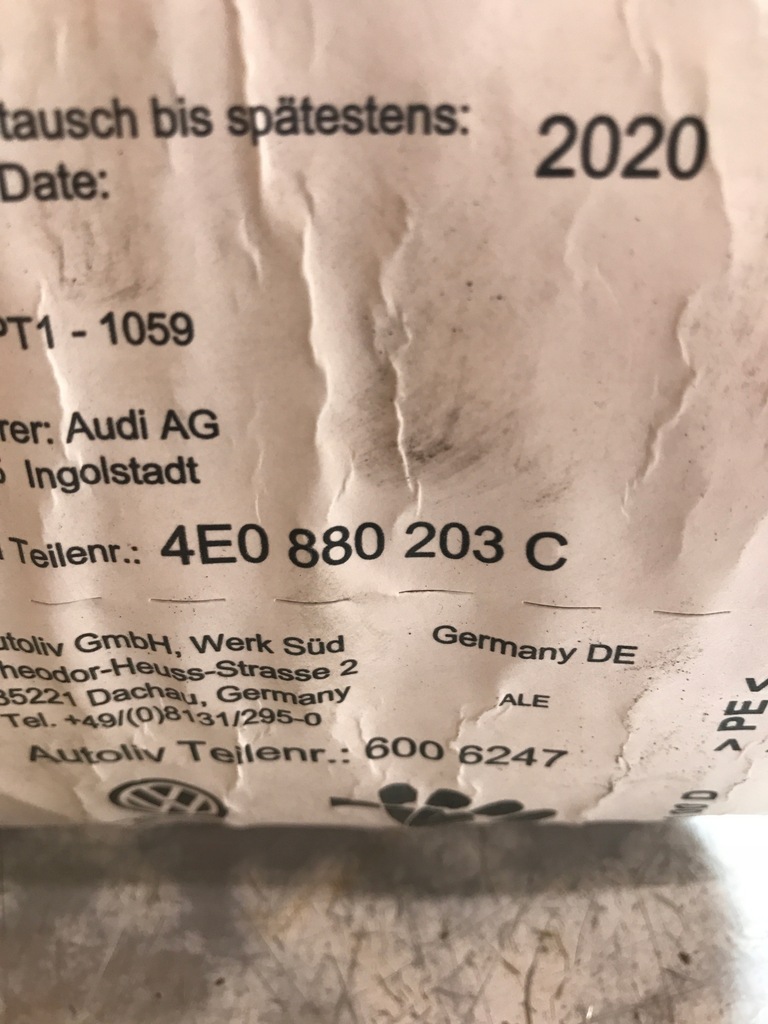 tausch bis spätestens: 2020
Date:
PT1 - 1059
rer: Audi AG
Ingolstadt
Teilenr.: 4E0 880 203 C
utoliv GmbH, Werk Süd Germany DE
heodor-Heuss-Strasse 2
85221 Dachau, Germany ALE
Tel. +49/(0)8131/295-0
Autoliv Teilenr.: 600 6247
>PE<